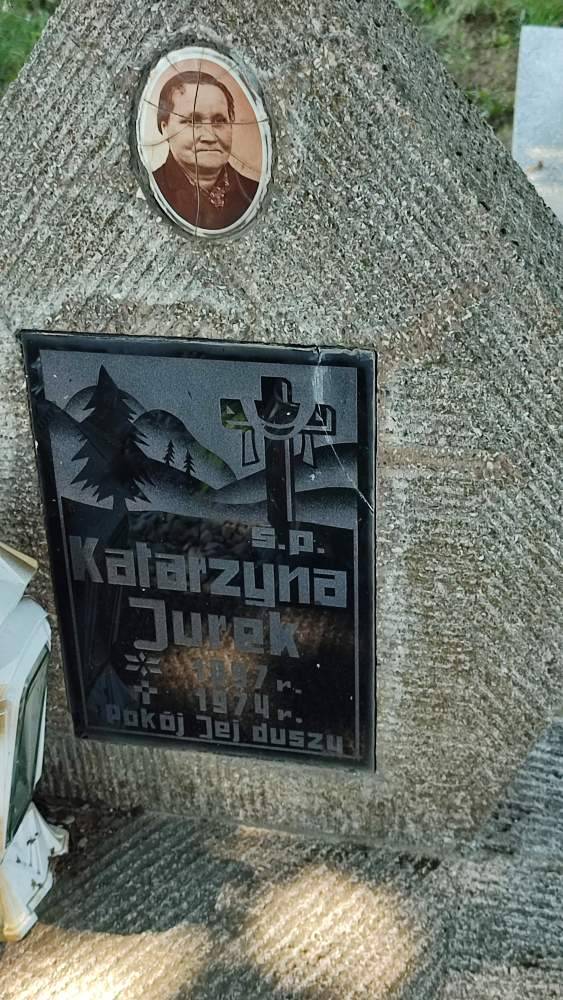 ś.p.
Katarzyna
Jurek
r.
✝ 1974 r.
Pokój Jej duszy